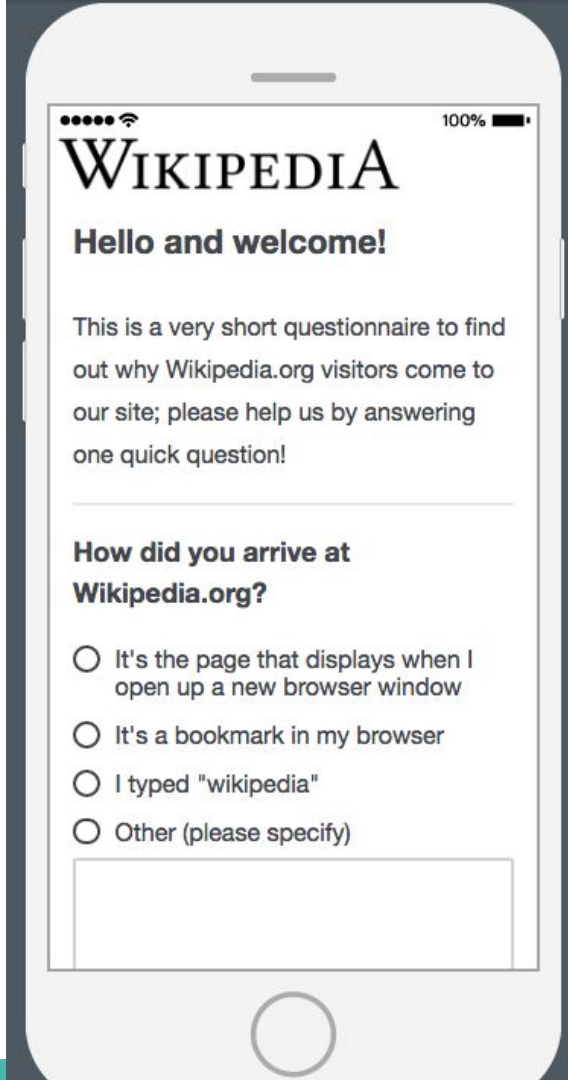 100%
WIKIPEDIA
Hello and welcome!
This is a very short questionnaire to find
out why Wikipedia.org visitors come to
our site; please help us by answering
one quick question!
How did you arrive at
Wikipedia.org?
It's the page that displays when I
open up a new browser window
It's a bookmark in my browser
I typed "wikipedia"
Other (please specify)